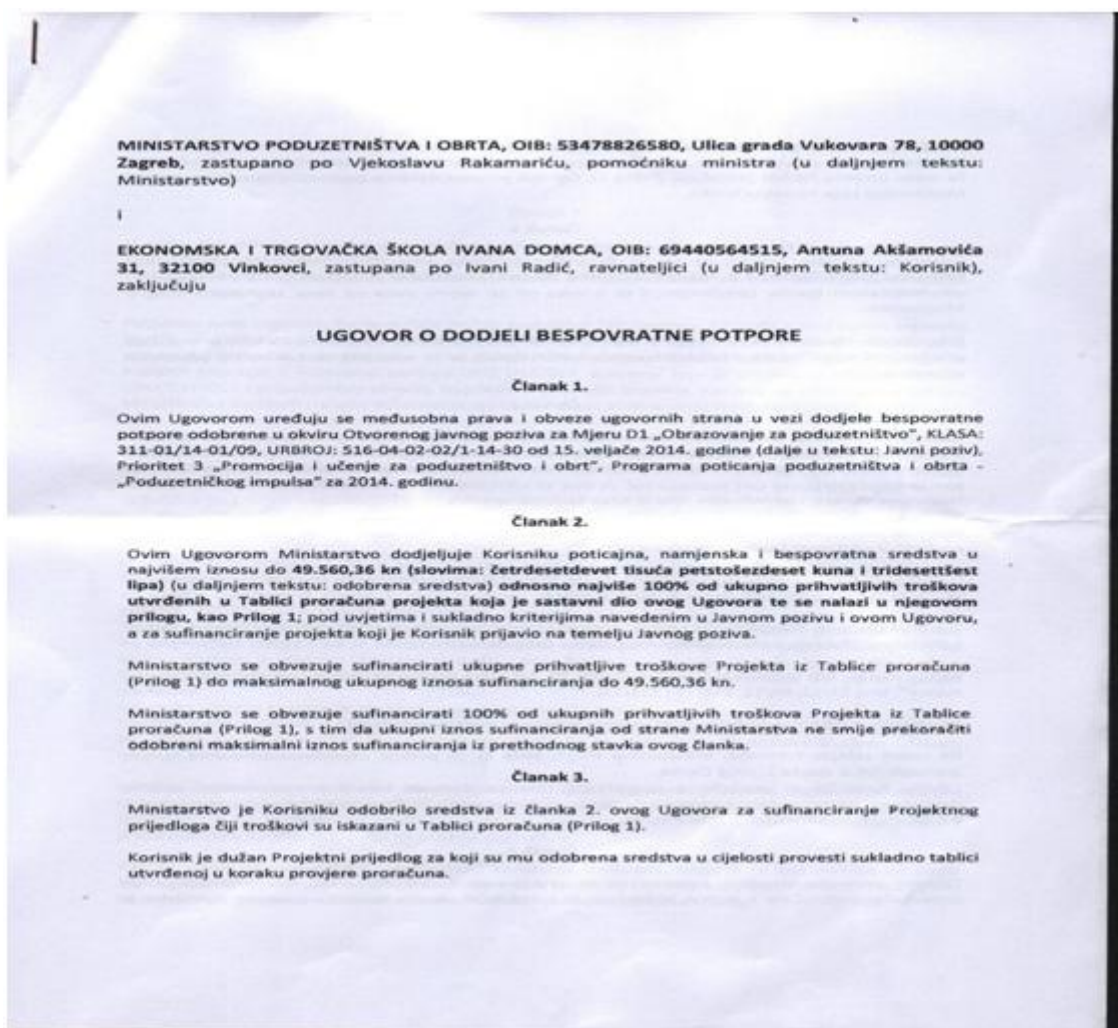 MINISTARSTVO PODUZETNIŠTVA I OBRTA, OIB: 53478826580, Ulica grada Vukovara 78, 10000
Zagreb, zastupano po Vjekoslavu Rakamariću, pomoćniku ministra (u daljnjem tekstu:
Ministarstvo)
i
EKONOMSKA I TRGOVAČKA ŠKOLA IVANA DOMCA, OIB: 69440564515, Antuna Akšamovića
31, 32100 Vinkovci, zastupana po Ivani Radić, ravnateljici (u daljnjem tekstu: Korisnik),
zaključuju
UGOVOR O DODJELI BESPOVRATNE POTPORE
Članak 1.
Ovim Ugovorom uređuju se međusobna prava i obveze ugovornih strana u vezi dodjele bespovratne
potpore odobrene u okviru Otvorenog javnog poziva za Mjeru D1 „Obrazovanje za poduzetništvo", KLASA:
311-01/14-01/09, URBROJ: 516-04-02-02/1-14-30 od 15. veljače 2014. godine (dalje u tekstu: Javni poziv),
Prioritet 3 „Promocija i učenje za poduzetništvo i obrt", Programa poticanja poduzetništva i obrta -
„Poduzetničkog impulsa" za 2014. godinu.
Članak 2.
Ovim Ugovorom Ministarstvo dodjeljuje Korisniku poticajna, namjenska i bespovratna sredstva u
najvišem iznosu do 49.560,36 kn (slovima: četrdesetdevet tisuća petstošezdeset kuna i tridesettšest
lipa) (u daljnjem tekstu: odobrena sredstva) odnosno najviše 100% od ukupno prihvatljivih troškova
utvrđenih u Tablici proračuna projekta koja je sastavni dio ovog Ugovora te se nalazi u njegovom
prilogu, kao Prilog 1; pod uvjetima i sukladno kriterijima navedenim u Javnom pozivu i ovom Ugovoru,
a za sufinanciranje projekta koji je Korisnik prijavio na temelju Javnog poziva.
Ministarstvo se obvezuje sufinancirati ukupne prihvatljive troškove Projekta iz Tablice proračuna
(Prilog 1) do maksimalnog ukupnog iznosa sufinanciranja do 49.560,36 kn.
Ministarstvo se obvezuje sufinancirati 100% od ukupnih prihvatljivih troškova Projekta iz Tablice
proračuna (Prilog 1), s tim da ukupni iznos sufinanciranja od strane Ministarstva ne smije prekoračiti
odobreni maksimalni iznos sufinanciranja iz prethodnog stavka ovog članka.
Članak 3.
Ministarstvo je Korisniku odobrilo sredstva iz članka 2. ovog Ugovora za sufinanciranje Projektnog
prijedloga čiji troškovi su iskazani u Tablici proračuna (Prilog 1).
Korisnik je dužan Projektni prijedlog za koji su mu odobrena sredstva u cijelosti provesti sukladno tablici
utvrđenoj u koraku provjere proračuna.